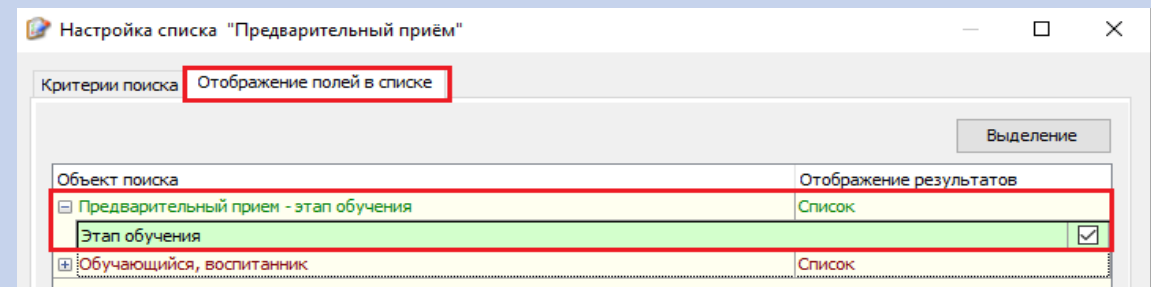 Настройка списка "Предварительный приём"
Критерии поиска Отображение полей в списке
Выделение
Объект поиска Отображение результатов
Предварительный прием - этап обучения Список
Этап обучения
Обучающийся, воспитанник Список